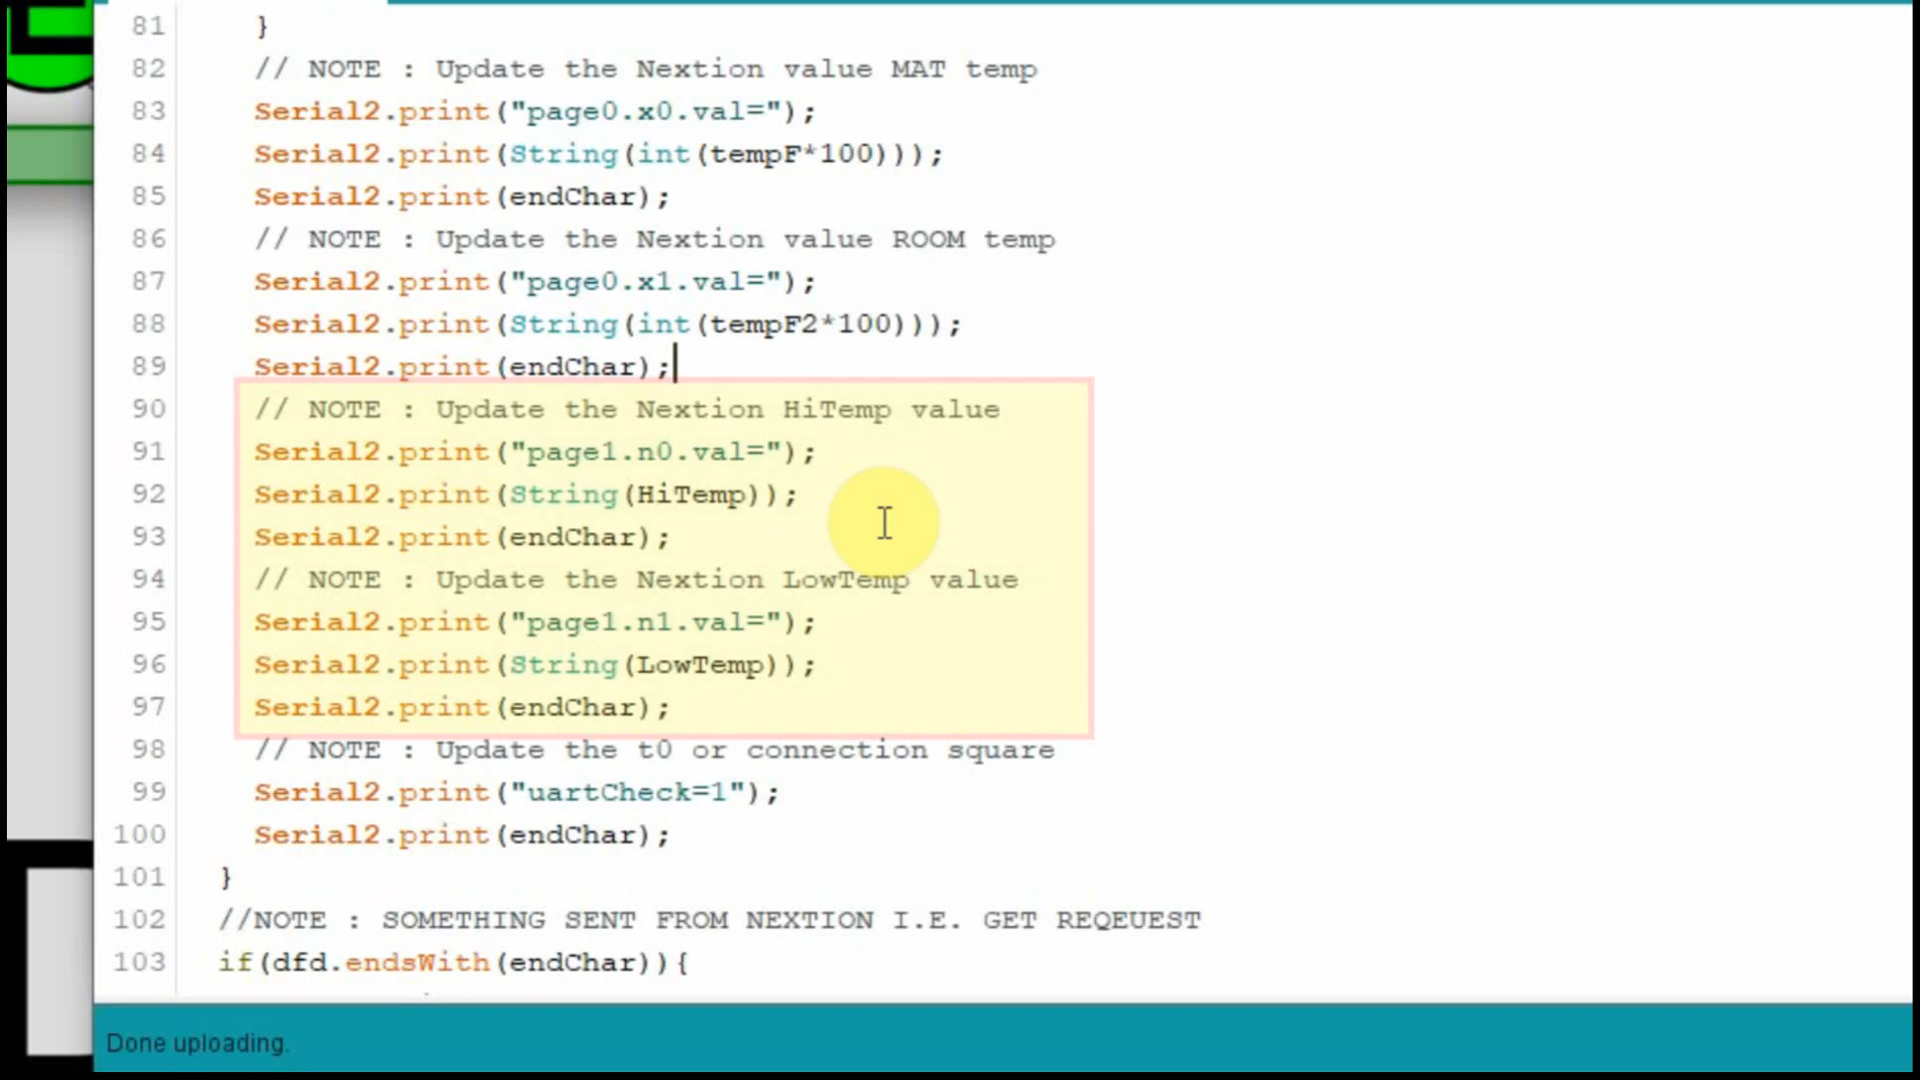 81 }
82 // NOTE : Update the Nextion value MAT temp
83 Serial2.print("page0.x0.val=");
84 Serial2.print(String(int(tempF*100)));
85 Serial2.print(endChar);
86 // NOTE : Update the Nextion value ROOM temp
87 Serial2.print("page0.x1.val=");
88 Serial2.print(String(int(tempF2*100)));
89 Serial2.print(endChar);
90 // NOTE : Update the Nextion HiTemp value
91 Serial2.print("page1.n0.val=");
92 Serial2.print(String(HiTemp));
93 Serial2.print(endChar);
94 // NOTE : Update the Nextion LowTemp value
95 Serial2.print("page1.n1.val=");
96 Serial2.print(String(LowTemp));
97 Serial2.print(endChar);
98 // NOTE : Update the t0 or connection square
99 Serial2.print("uartCheck=1");
100 Serial2.print(endChar);
101 }
102 //NOTE : SOMETHING SENT FROM NEXTION I.E. GET REQEUEST
103 if(dfd.endsWith(endChar)){
Done uploading.